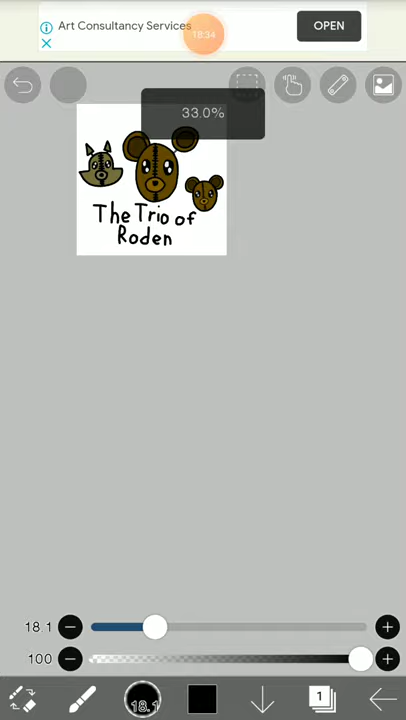 Art Consultancy Services
OPEN
18:34
33.0%
The Trio of
Roden
18.1
100
18.1
1